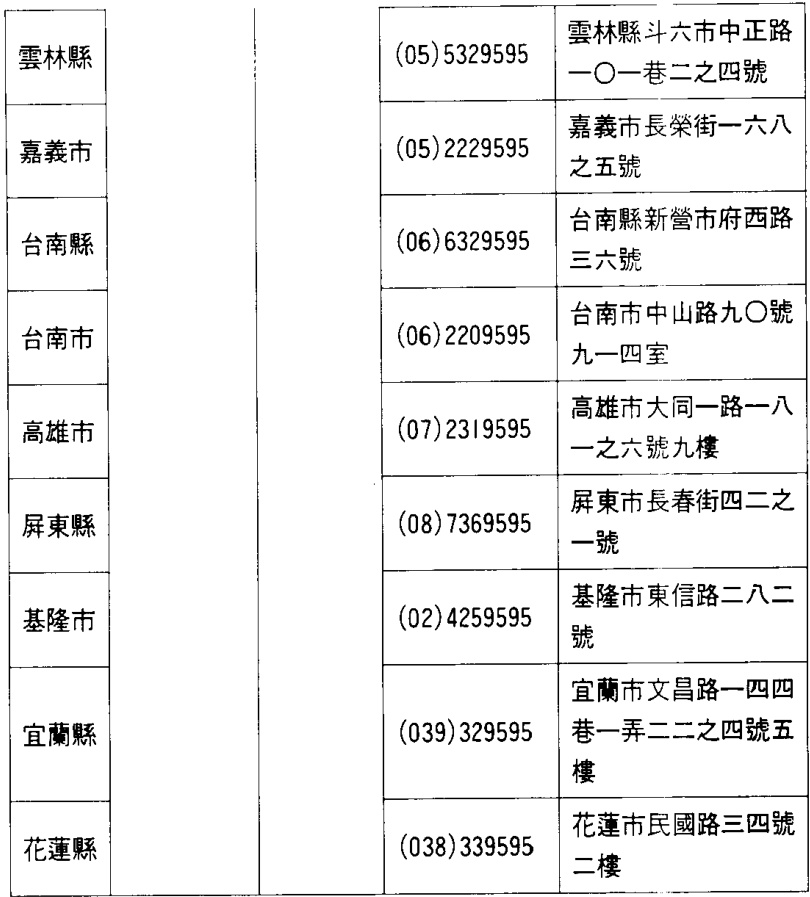 雲林縣 (05)5329595 雲林縣斗六市中正路
一〇一巷二之四號
嘉義市 (05)2229595 嘉義市長榮街一六八
之五號
台南縣 (06)6329595 台南縣新營市府西路
三六號
台南市 (06)2209595 台南市中山路九〇號
九一四室
高雄市 (07)2319595 高雄市大同一路一八
一之六號九樓
屏東縣 (08)7369595 屏東市長春街四二之
一號
基隆市 (02)4259595 基隆市東信路二八二
號
宜蘭縣 (039)329595 宜蘭市文昌路一四四
巷一弄二二之四號五
樓
花蓮縣 (038)339595 花蓮市民國路三四號
二樓